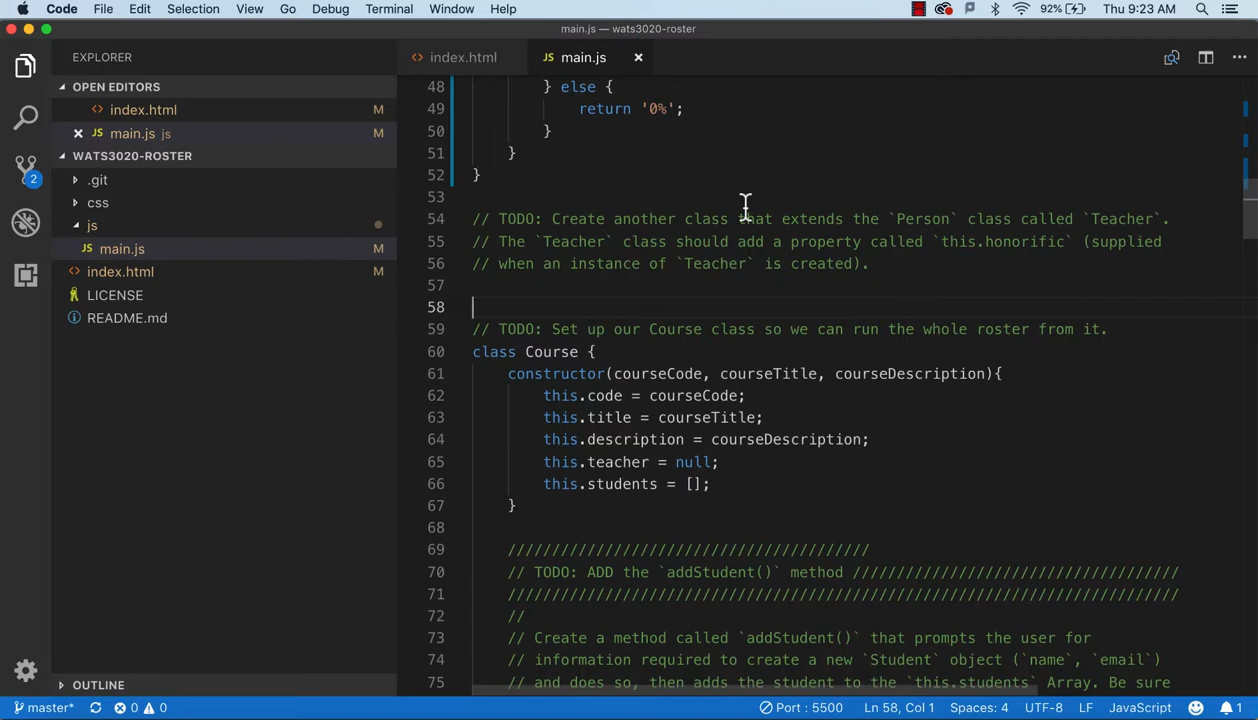 Code File Edit Selection View Go Debug Terminal Window Help 92% Thu 9:23 AM
main.js — wats3020-roster
EXPLORER
OPEN EDITORS
<> index.html M
× JS main.js js M
WATS3020-ROSTER
.git
css
js
JS main.js M
<> index.html M
LICENSE
README.md
OUTLINE
2
<> index.html JS main.js ×
48 } else {
49 return '0%';
50 }
51 }
52 }
53
54 // TODO: Create another class that extends the `Person` class called `Teacher`.
55 // The `Teacher` class should add a property called `this.honorific` (supplied
56 // when an instance of `Teacher` is created).
57
58
59 // TODO: Set up our Course class so we can run the whole roster from it.
60 class Course {
61 constructor(courseCode, courseTitle, courseDescription){
62 this.code = courseCode;
63 this.title = courseTitle;
64 this.description = courseDescription;
65 this.teacher = null;
66 this.students = [];
67 }
68
69 /////////////////////////////////////////
70 // TODO: ADD the `addStudent()` method /////////////////////////////////////
71 ////////////////////////////////////////////////////////////////////////////
72 //
73 // Create a method called `addStudent()` that prompts the user for
74 // information required to create a new `Student` object (`name`, `email`)
75 // and does so, then adds the student to the `this.students` Array. Be sure
master* 0 0 Port : 5500 Ln 58, Col 1 Spaces: 4 UTF-8 LF JavaScript 1